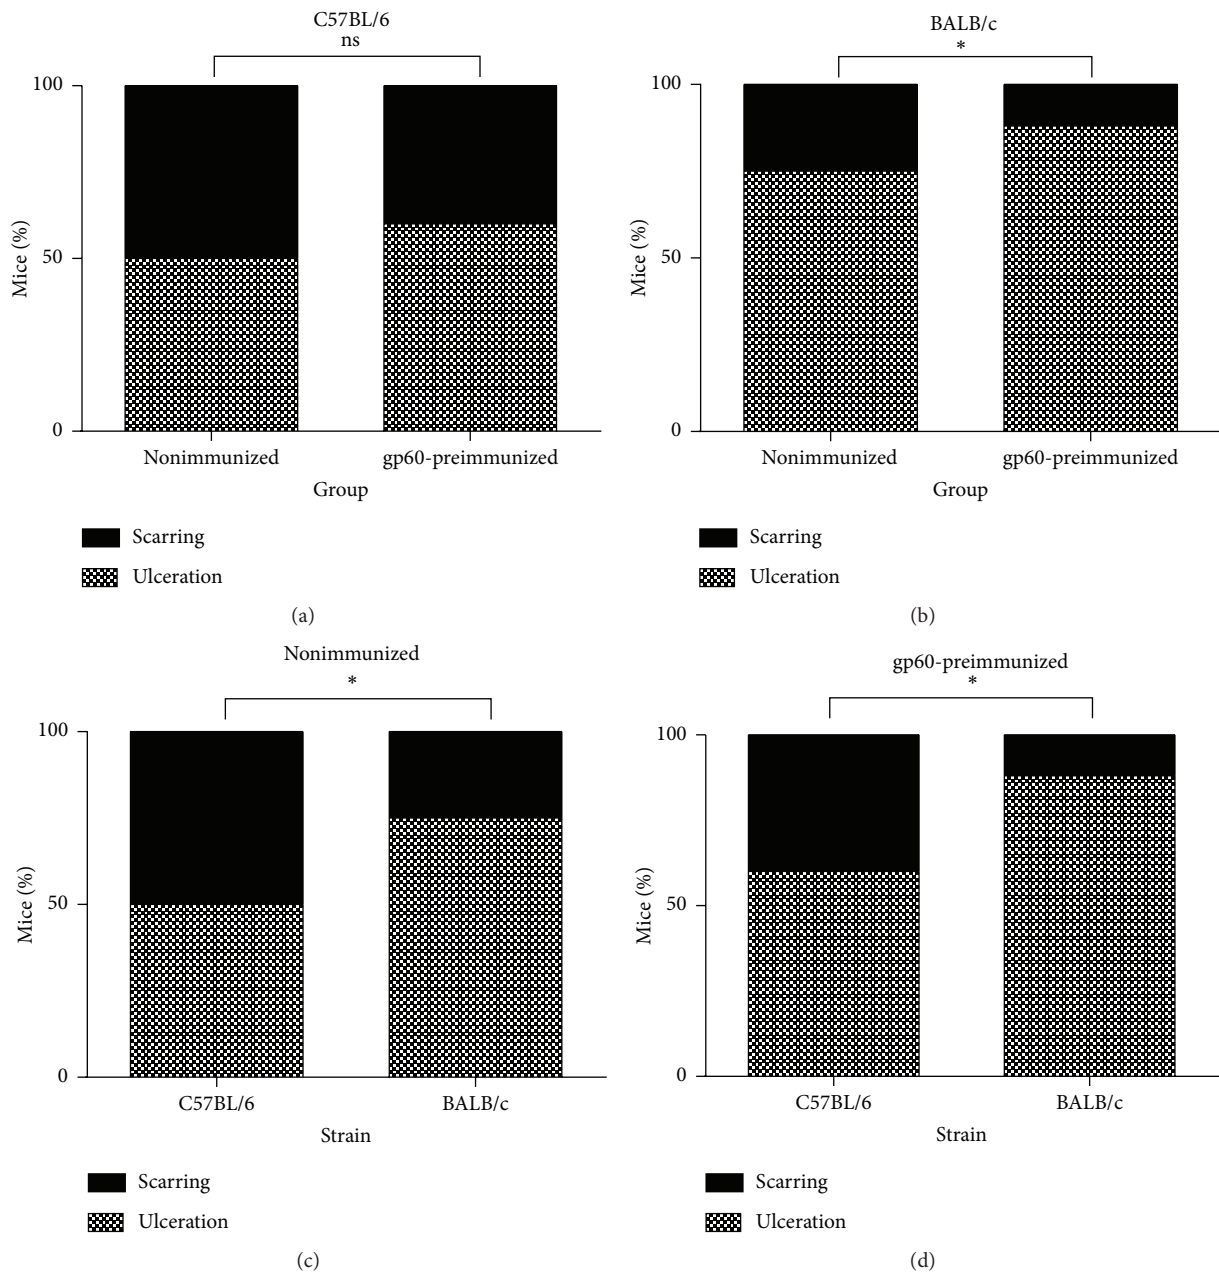 C57BL/6
ns
100
50
0
Mice (%)
Nonimmunized gp60-preimmunized
Group
Scarring
Ulceration
(a)
BALB/c
*
100
50
0
Mice (%)
Nonimmunized gp60-preimmunized
Group
Scarring
Ulceration
(b)
Nonimmunized
*
100
50
0
Mice (%)
C57BL/6 BALB/c
Strain
Scarring
Ulceration
(c)
gp60-preimmunized
*
100
50
0
Mice (%)
C57BL/6 BALB/c
Strain
Scarring
Ulceration
(d)